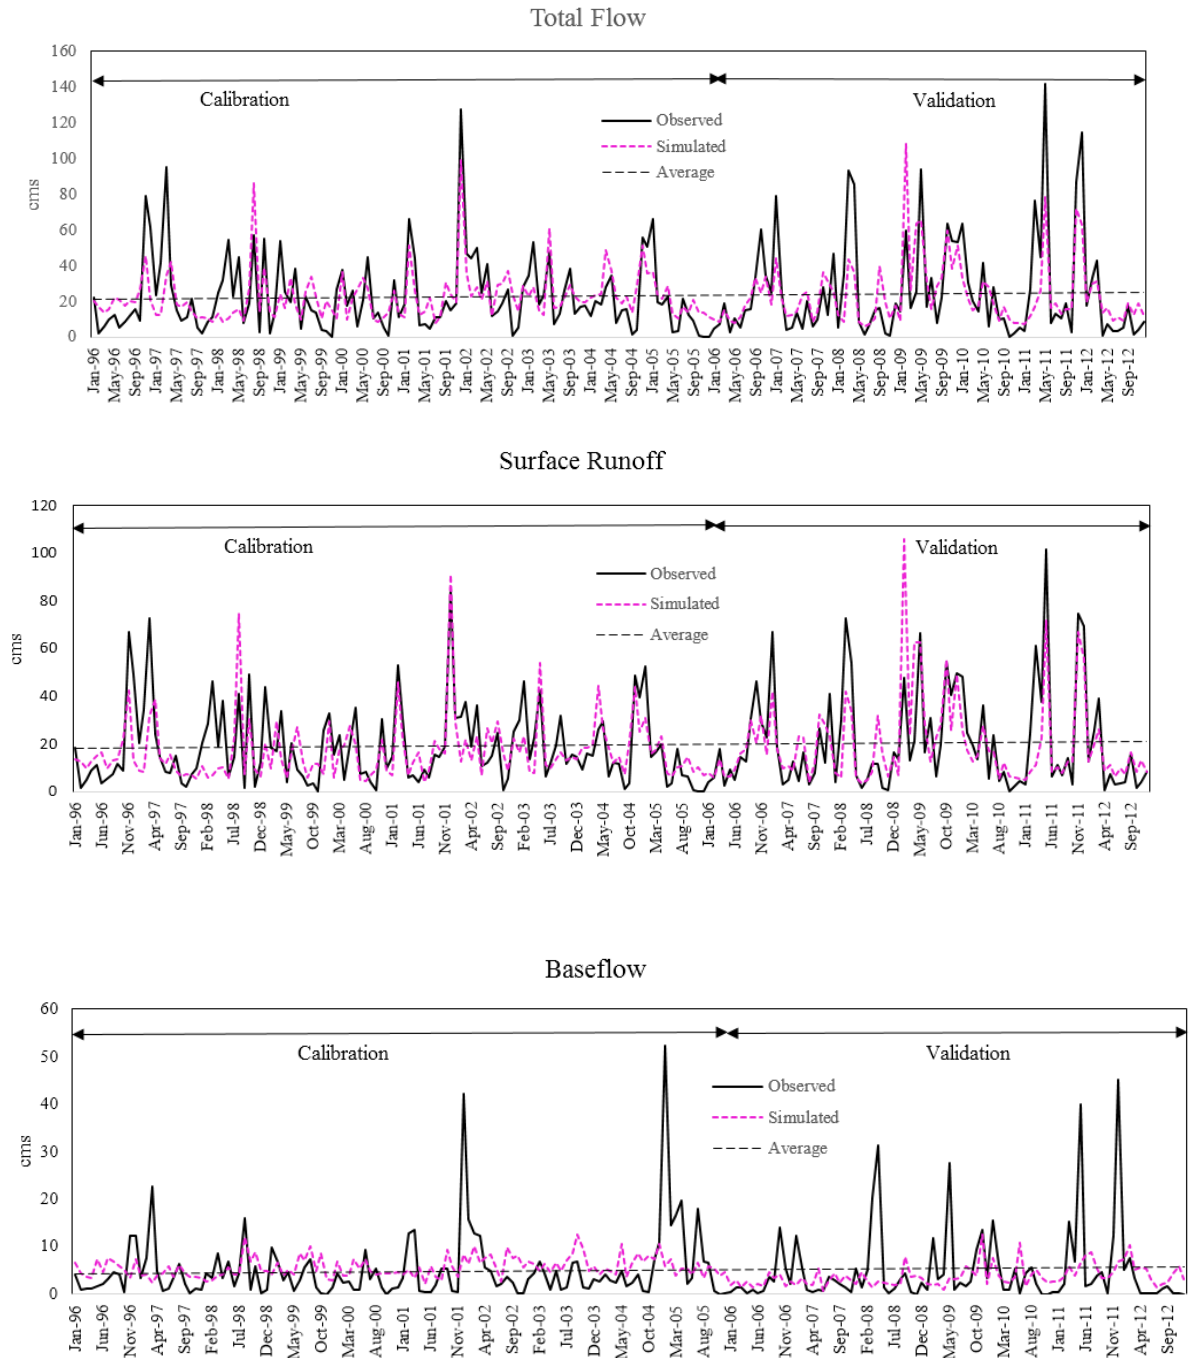 Total Flow
160
140
120
100
80
60
40
20
0
cms
Calibration
Validation
Observed
Simulated
Average
Jan-96
May-96
Sep-96
Jan-97
May-97
Sep-97
Jan-98
May-98
Sep-98
Jan-99
May-99
Sep-99
Jan-00
May-00
Sep-00
Jan-01
May-01
Sep-01
Jan-02
May-02
Sep-02
Jan-03
May-03
Sep-03
Jan-04
May-04
Sep-04
Jan-05
May-05
Sep-05
Jan-06
May-06
Sep-06
Jan-07
May-07
Sep-07
Jan-08
May-08
Sep-08
Jan-09
May-09
Sep-09
Jan-10
May-10
Sep-10
Jan-11
May-11
Sep-11
Jan-12
May-12
Sep-12
Surface Runoff
120
100
80
60
40
20
0
cms
Calibration
Validation
Observed
Simulated
Average
Jan-96
Jun-96
Nov-96
Apr-97
Sep-97
Feb-98
Jul-98
Dec-98
May-99
Oct-99
Mar-00
Aug-00
Jan-01
Jun-01
Nov-01
Apr-02
Sep-02
Feb-03
Jul-03
Dec-03
May-04
Oct-04
Mar-05
Aug-05
Jan-06
Jun-06
Nov-06
Apr-07
Sep-07
Feb-08
Jul-08
Dec-08
May-09
Oct-09
Mar-10
Aug-10
Jan-11
Jun-11
Nov-11
Apr-12
Sep-12
Baseflow
60
50
40
30
20
10
0
cms
Calibration
Validation
Observed
Simulated
Average
Jan-96
Jun-96
Nov-96
Apr-97
Sep-97
Feb-98
Jul-98
Dec-98
May-99
Oct-99
Mar-00
Aug-00
Jan-01
Jun-01
Nov-01
Apr-02
Sep-02
Feb-03
Jul-03
Dec-03
May-04
Oct-04
Mar-05
Aug-05
Jan-06
Jun-06
Nov-06
Apr-07
Sep-07
Feb-08
Jul-08
Dec-08
May-09
Oct-09
Mar-10
Aug-10
Jan-11
Jun-11
Nov-11
Apr-12
Sep-12